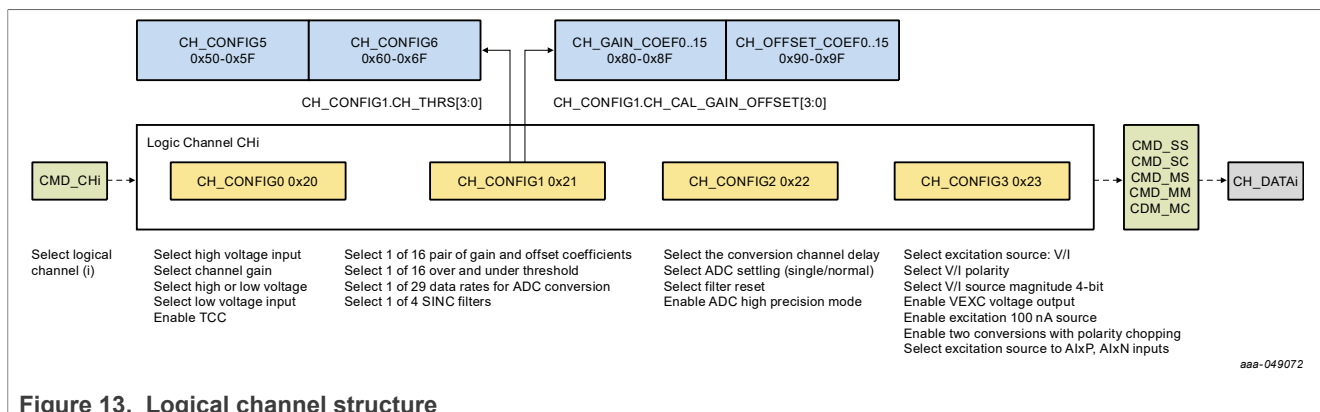 CH_CONFIG5
0x50-0x5F
CH_CONFIG6
0x60-0x6F
CH_GAIN_COEF0..15
0x80-0x8F
CH_OFFSET_COEF0..15
0x90-0x9F
CH_CONFIG1.CH_THRS[3:0]
CH_CONFIG1.CH_CAL_GAIN_OFFSET[3:0]
Logic Channel CHi
CMD_CHi
CH_CONFIG0 0x20
CH_CONFIG1 0x21
CH_CONFIG2 0x22
CH_CONFIG3 0x23
CMD_SS
CMD_SC
CMD_MS
CMD_MM
CDM_MC
CH_DATAi
Select logical
channel (i)
Select high voltage input
Select channel gain
Select high or low voltage
Select low voltage input
Enable TCC
Select 1 of 16 pair of gain and offset coefficients
Select 1 of 16 over and under threshold
Select 1 of 29 data rates for ADC conversion
Select 1 of 4 SINC filters
Select the conversion channel delay
Select ADC settling (single/normal)
Select filter reset
Enable ADC high precision mode
Select excitation source: V/I
Select V/I polarity
Select V/I source magnitude 4-bit
Enable VEXC voltage output
Enable excitation 100 nA source
Enable two conversions with polarity chopping
Select excitation source to AIxP, AIxN inputs
aaa-049072
Figure 13. Logical channel structure